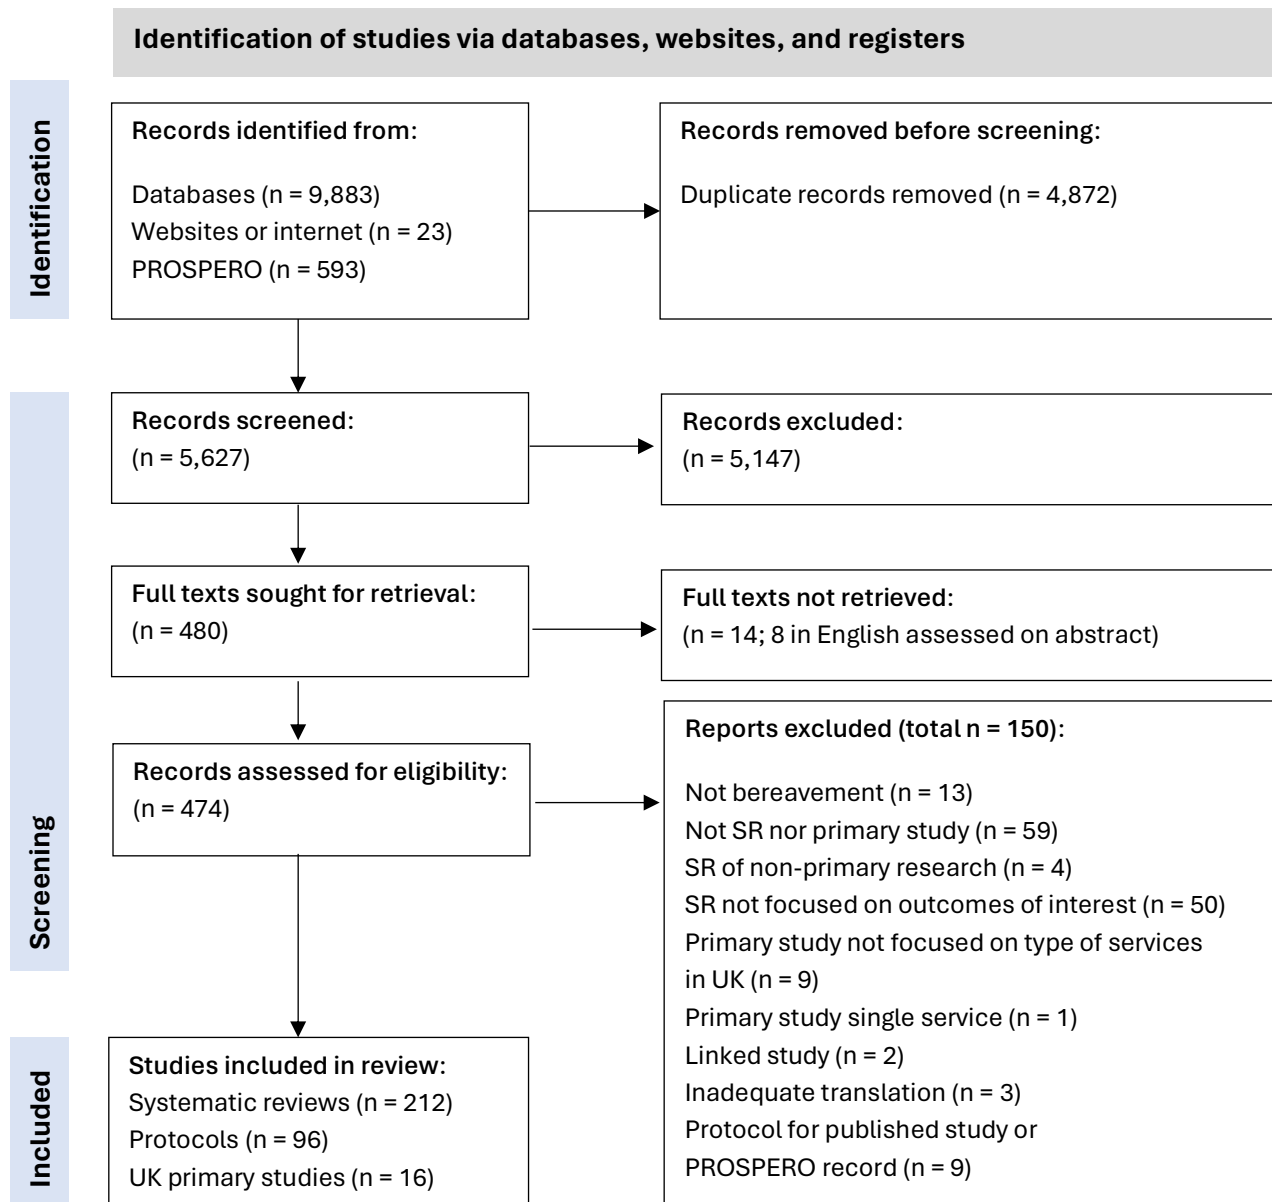 Identification of studies via databases, websites, and registers
Identification
Records identified from:
Databases (n = 9,883)
Websites or internet (n = 23)
PROSPERO (n = 593)
Records removed before screening:
Duplicate records removed (n = 4,872)
Screening
Records screened:
(n = 5,627)
Records excluded:
(n = 5,147)
Full texts sought for retrieval:
(n = 480)
Full texts not retrieved:
(n = 14; 8 in English assessed on abstract)
Records assessed for eligibility:
(n = 474)
Reports excluded (total n = 150):
Not bereavement (n = 13)
Not SR nor primary study (n = 59)
SR of non-primary research (n = 4)
SR not focused on outcomes of interest (n = 50)
Primary study not focused on type of services
in UK (n = 9)
Primary study single service (n = 1)
Linked study (n = 2)
Inadequate translation (n = 3)
Protocol for published study or
PROSPERO record (n = 9)
Included
Studies included in review:
Systematic reviews (n = 212)
Protocols (n = 96)
UK primary studies (n = 16)